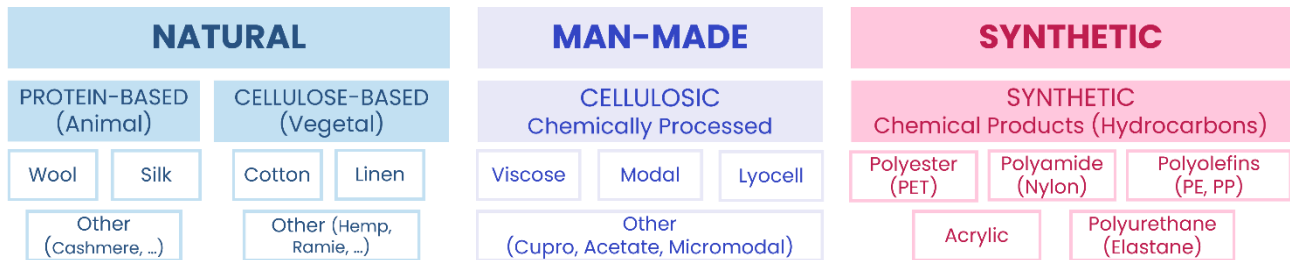 NATURAL
PROTEIN-BASED
(Animal)
CELLULOSE-BASED
(Vegetal)
Wool
Silk
Cotton
Linen
Other
(Cashmere, ...)
Other (Hemp,
Ramie, ...)
MAN-MADE
CELLULOSIC
Chemically Processed
Viscose
Modal
Lyocell
Other
(Cupro, Acetate, Micromodal)
SYNTHETIC
SYNTHETIC
Chemical Products (Hydrocarbons)
Polyester
(PET)
Polyamide
(Nylon)
Polyolefins
(PE, PP)
Acrylic
Polyurethane
(Elastane)